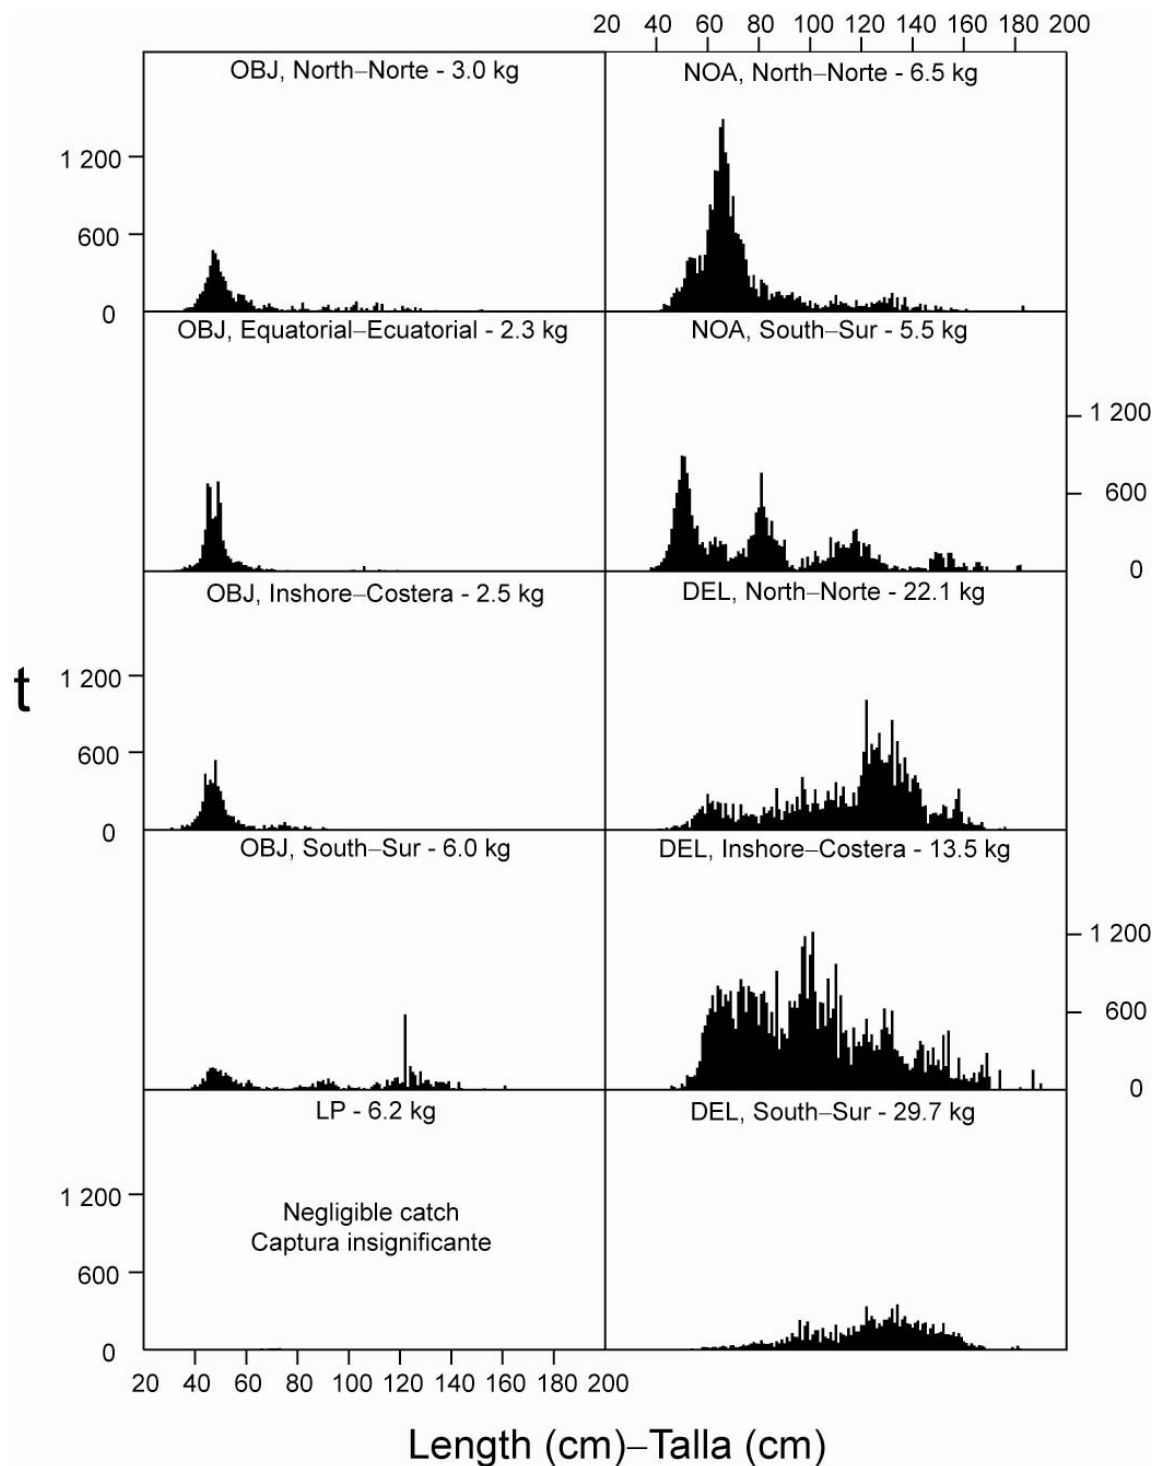 20 40 60 80 100 120 140 160 180 200
OBJ, North–Norte - 3.0 kg
NOA, North–Norte - 6.5 kg
1 200
600
0
OBJ, Equatorial–Ecuatorial - 2.3 kg
NOA, South–Sur - 5.5 kg
1 200
600
0
OBJ, Inshore–Costera - 2.5 kg
DEL, North–Norte - 22.1 kg
t
1 200
600
0
OBJ, South–Sur - 6.0 kg
DEL, Inshore–Costera - 13.5 kg
1 200
600
0
LP - 6.2 kg
DEL, South–Sur - 29.7 kg
1 200
Negligible catch
Captura insignificante
600
0
20 40 60 80 100 120 140 160 180 200
Length (cm)–Talla (cm)